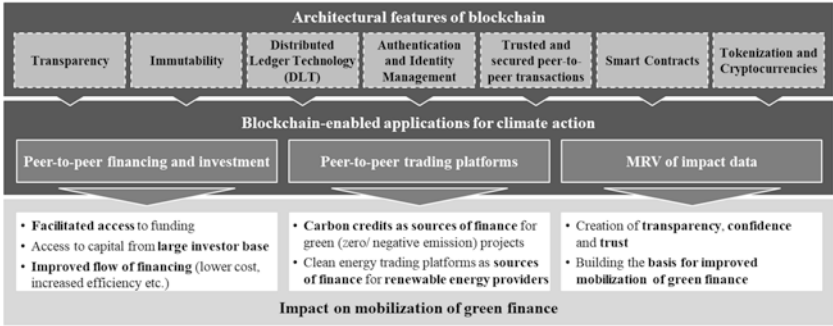 Architectural features of blockchain
Transparency
Immutability
Distributed
Ledger Technology
(DLT)
Authentication
and Identity
Management
Trusted and
secured peer-to-
peer transactions
Smart Contracts
Tokenization and
Cryptocurrencies
Blockchain-enabled applications for climate action
Peer-to-peer financing and investment
Peer-to-peer trading platforms
MRV of impact data
• Facilitated access to funding
• Access to capital from large investor base
• Improved flow of financing (lower cost,
increased efficiency etc.)
• Carbon credits as sources of finance for
green (zero/ negative emission) projects
• Clean energy trading platforms as sources
of finance for renewable energy providers
• Creation of transparency, confidence
and trust
• Building the basis for improved
mobilization of green finance
Impact on mobilization of green finance